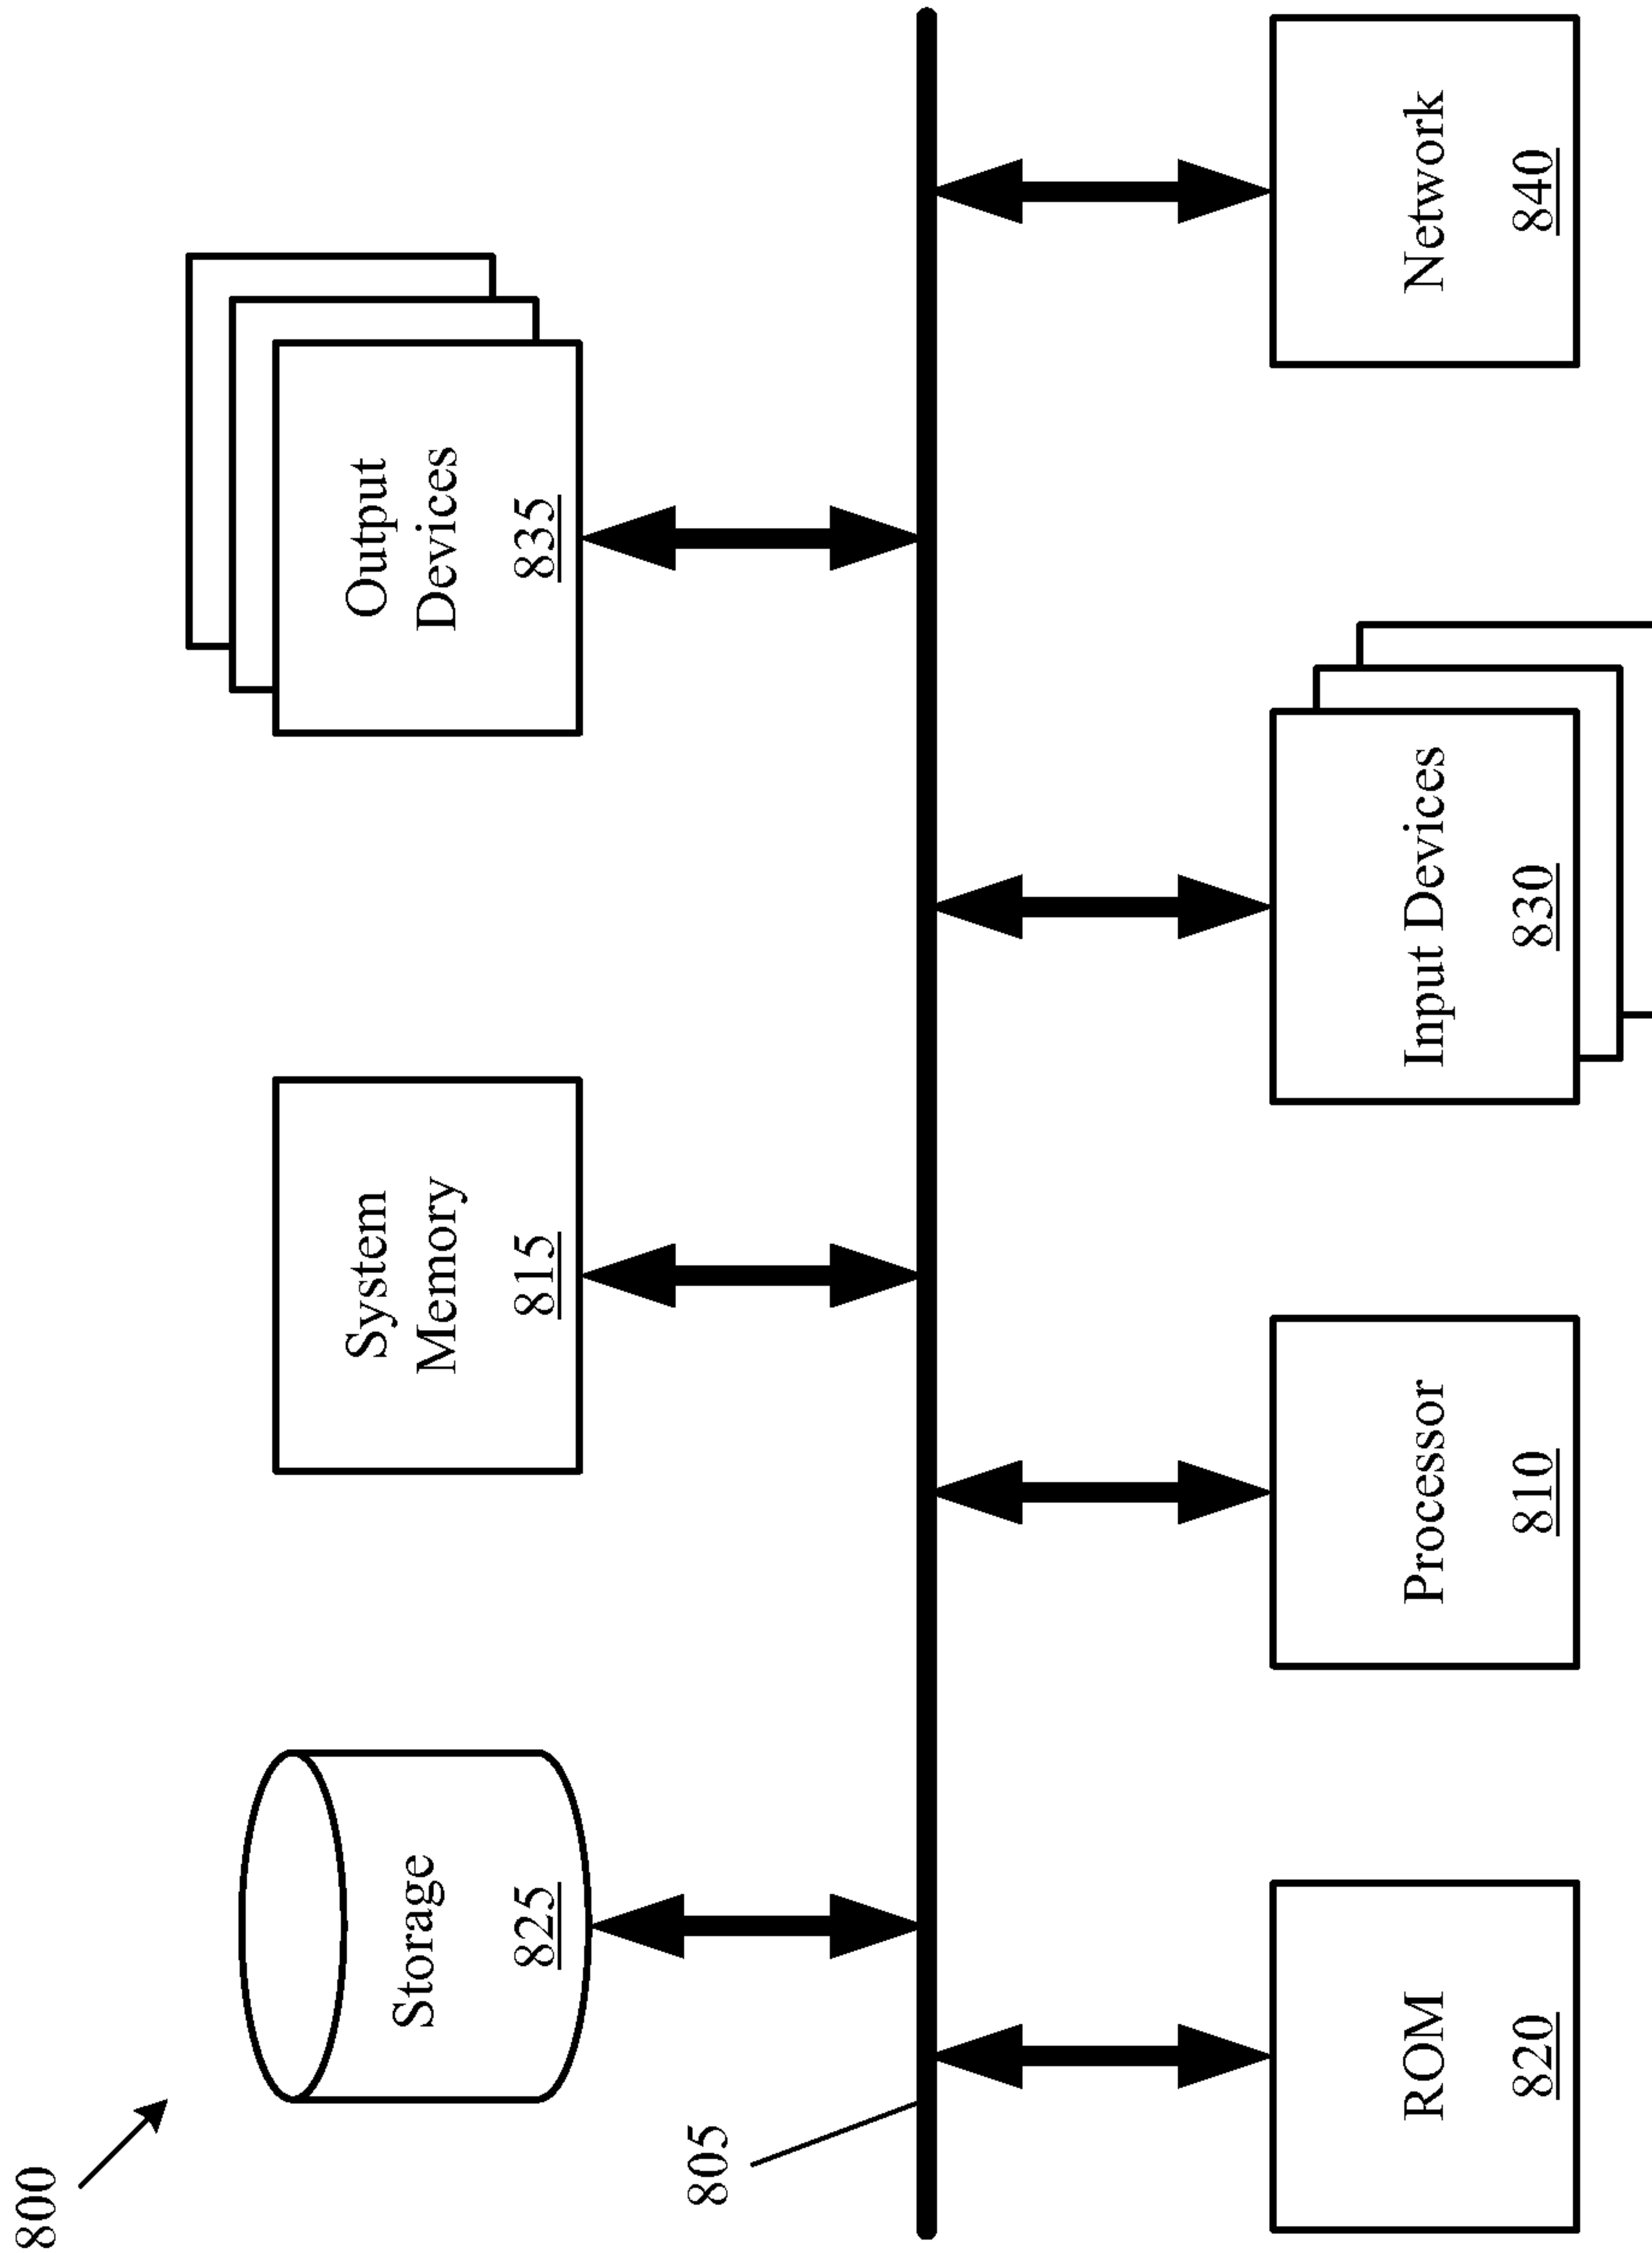 800
Storage
825
System
Memory
815
Output
Devices
835
805
ROM
820
Processor
810
Input Devices
830
Network
840